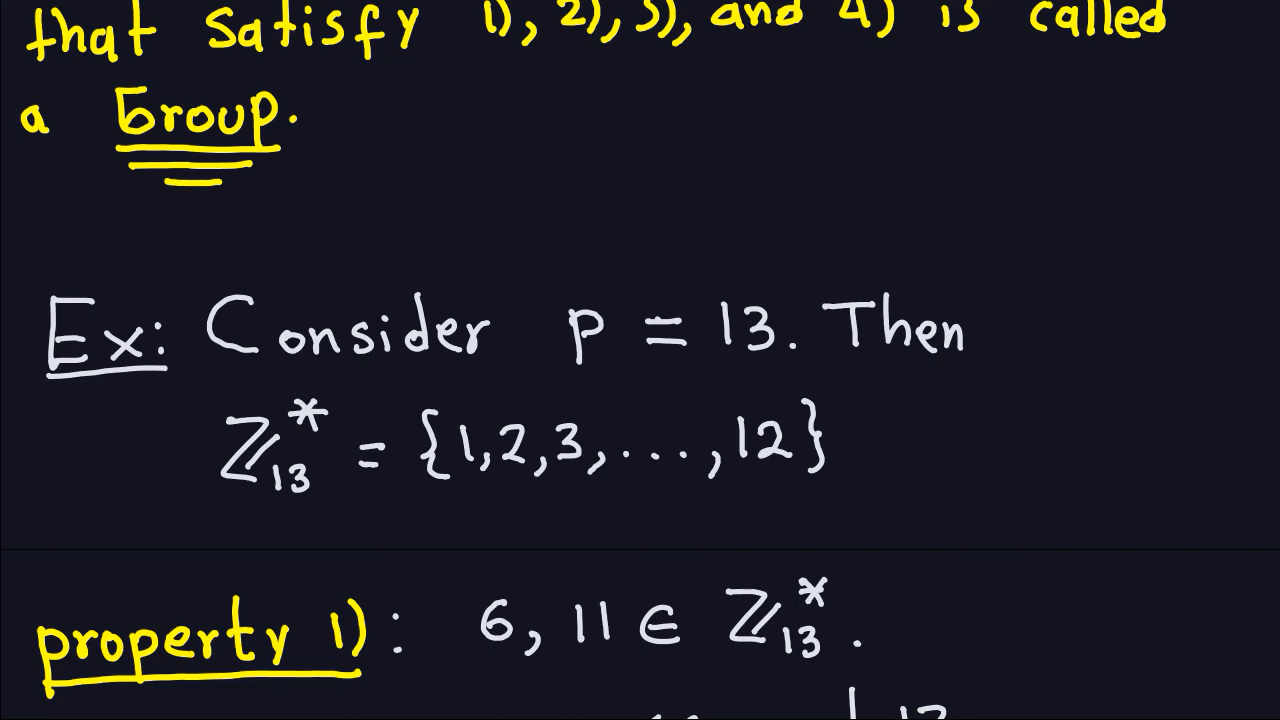 that satisfy 1), 2), 3), and 4) is called
a Group.
Ex: Consider p = 13. Then
ℤ*₁₃ = {1,2,3,...,12}
property 1): 6, 11 ∈ ℤ*₁₃.